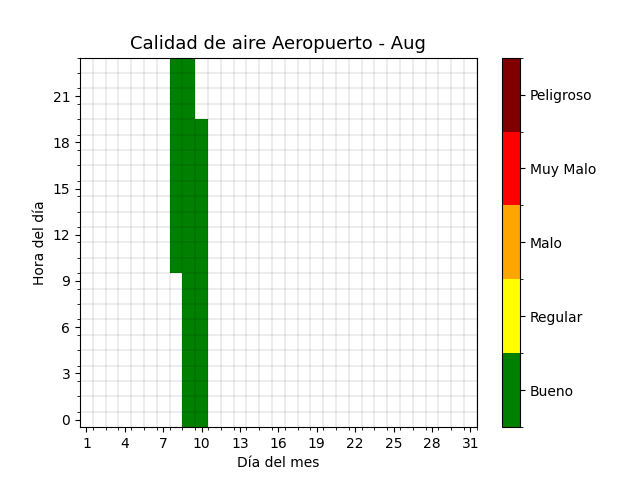 Calidad de aire Aeropuerto - Aug
Hora del día
21
18
15
12
9
6
3
0
1 4 7 10 13 16 19 22 25 28 31
Día del mes
Peligroso
Muy Malo
Malo
Regular
Bueno